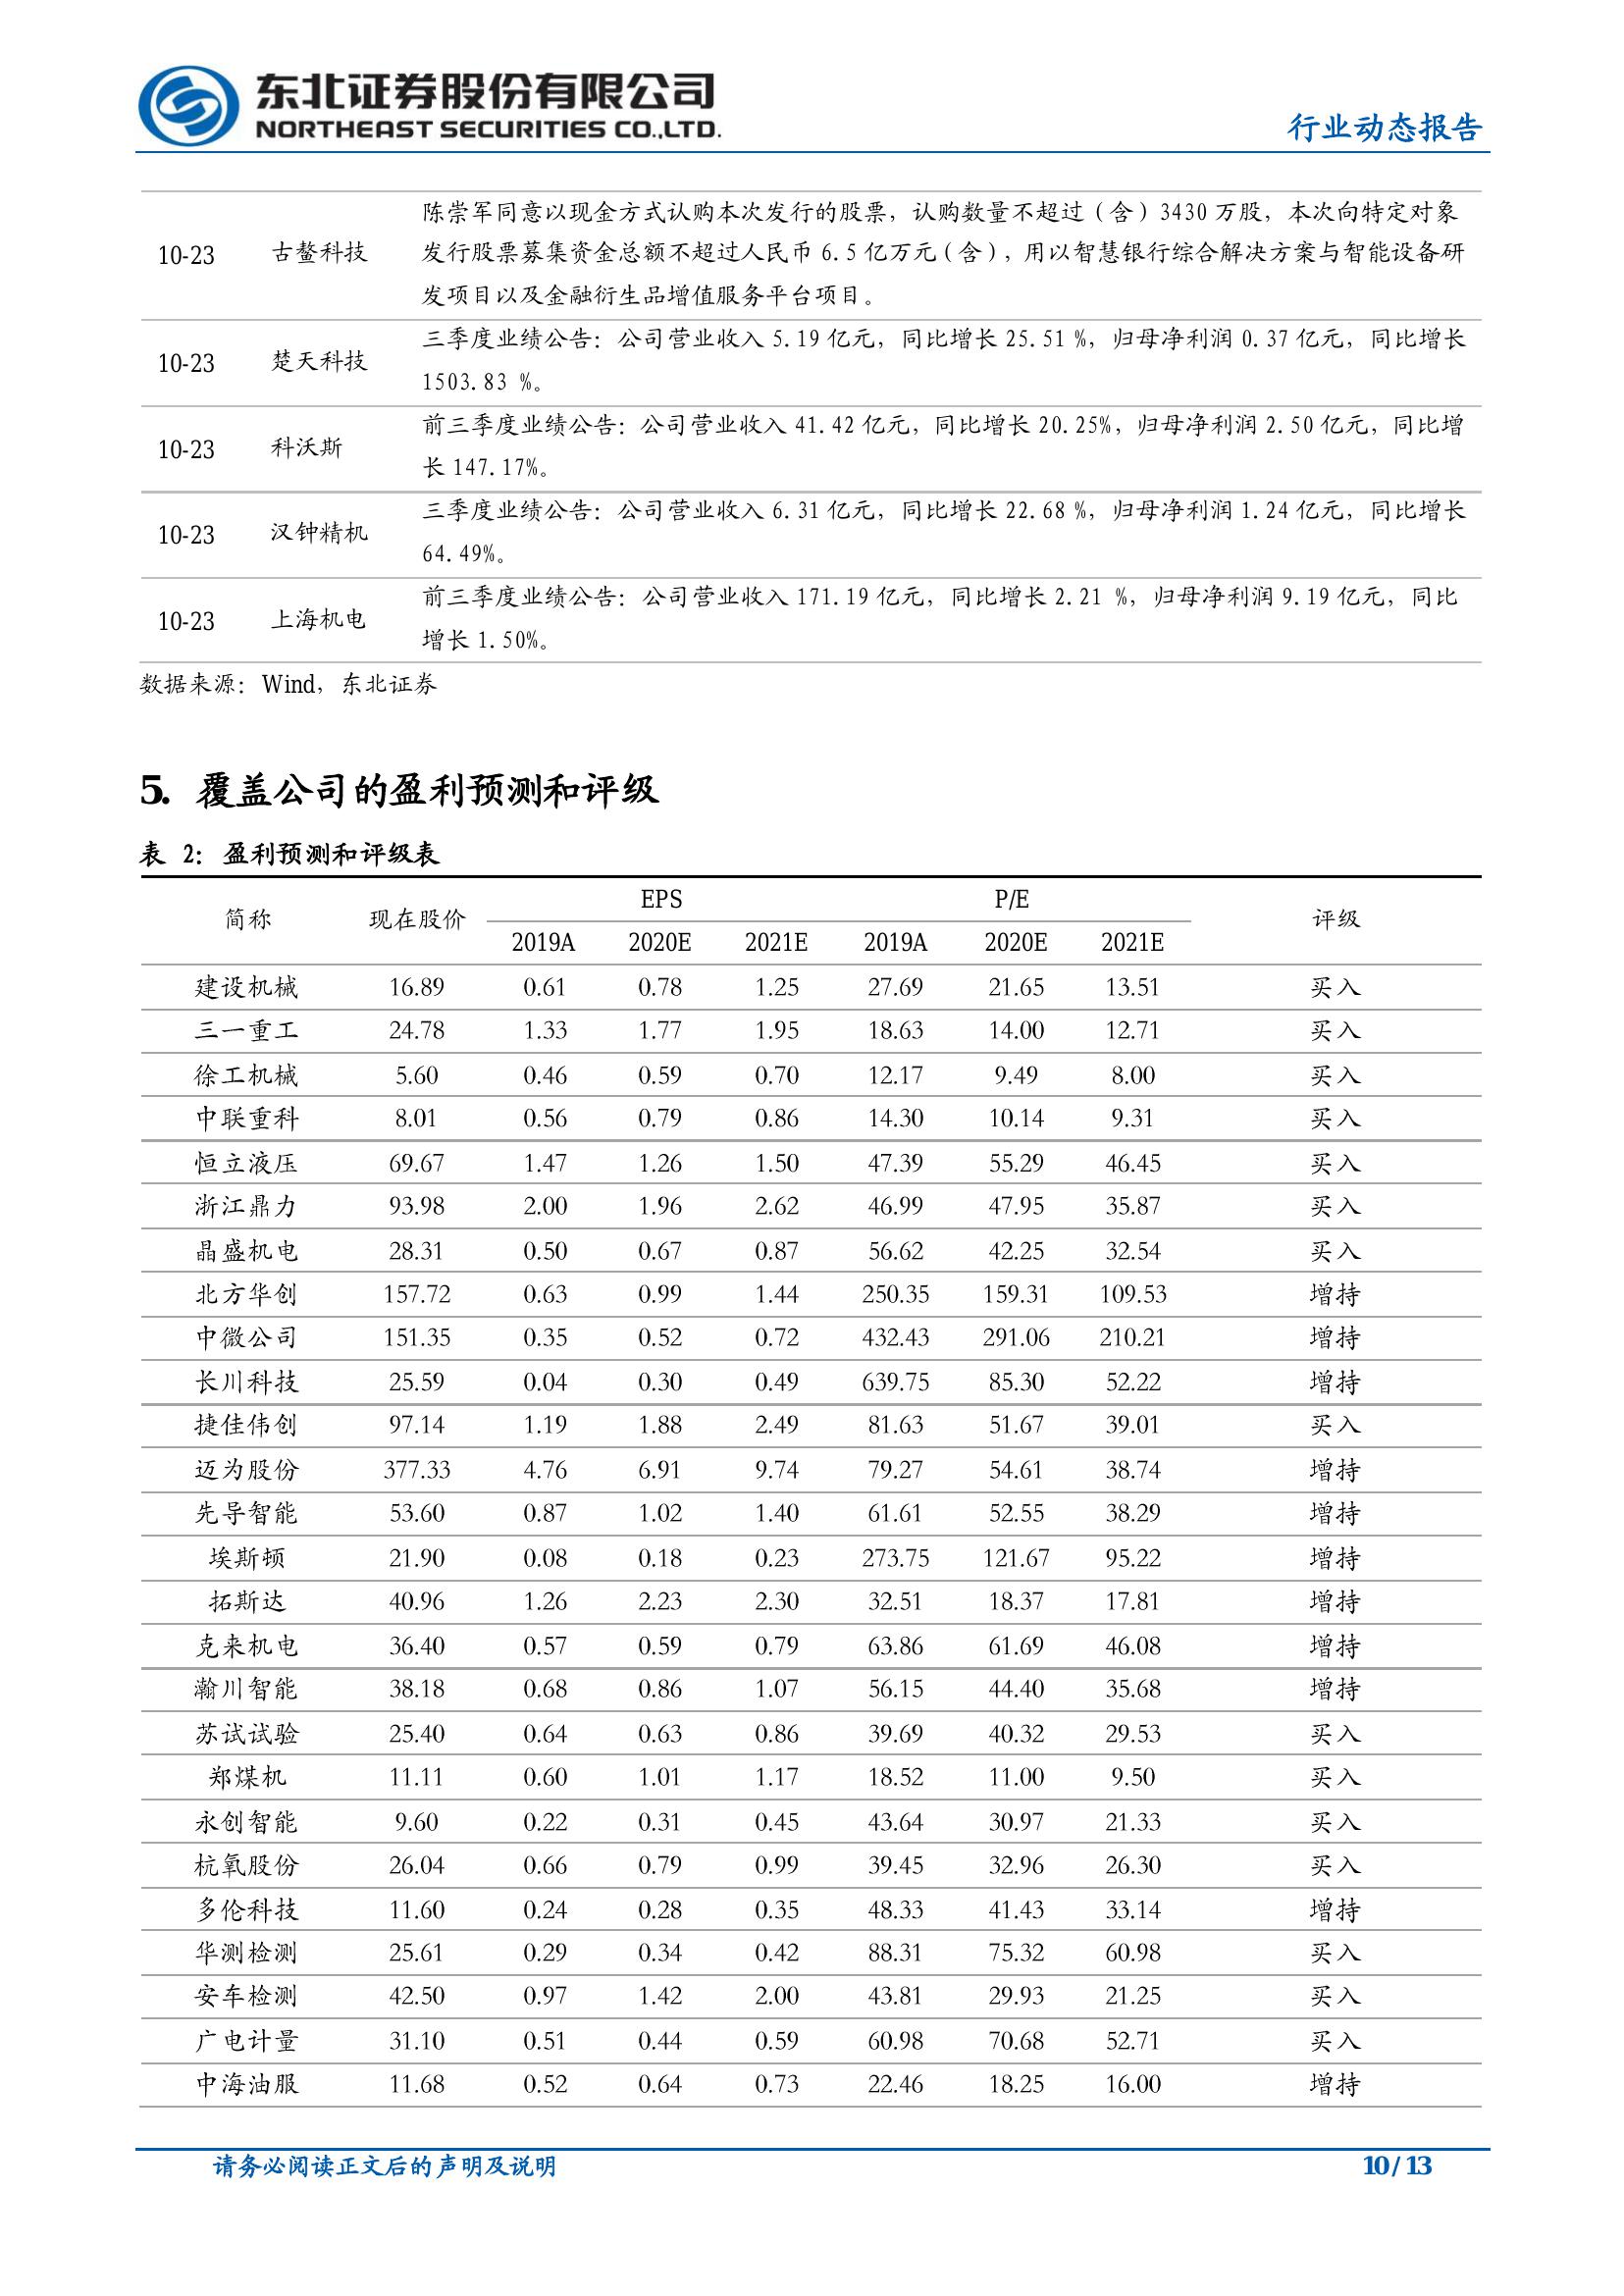 东北证券股份有限公司
NORTHEAST SECURITIES CO.,LTD.
行业动态报告
陈崇军同意以现金方式认购本次发行的股票，认购数量不超过（含）3430 万股，本次向特定对象
10-23 古鳌科技 发行股票募集资金总额不超过人民币 6.5 亿万元（含），用以智慧银行综合解决方案与智能设备研
发项目以及金融衍生品增值服务平台项目。
三季度业绩公告：公司营业收入 5.19 亿元，同比增长 25.51 %，归母净利润 0.37 亿元，同比增长
10-23 楚天科技
1503.83 %。
前三季度业绩公告：公司营业收入 41.42 亿元，同比增长 20.25%，归母净利润 2.50 亿元，同比增
10-23 科沃斯
长 147.17%。
三季度业绩公告：公司营业收入 6.31 亿元，同比增长 22.68 %，归母净利润 1.24 亿元，同比增长
10-23 汉钟精机
64.49%。
前三季度业绩公告：公司营业收入 171.19 亿元，同比增长 2.21 %，归母净利润 9.19 亿元，同比
10-23 上海机电
增长 1.50%。
数据来源：Wind，东北证券
5. 覆盖公司的盈利预测和评级
表 2：盈利预测和评级表
EPS P/E
简称 现在股价 评级
2019A 2020E 2021E 2019A 2020E 2021E
建设机械 16.89 0.61 0.78 1.25 27.69 21.65 13.51 买入
三一重工 24.78 1.33 1.77 1.95 18.63 14.00 12.71 买入
徐工机械 5.60 0.46 0.59 0.70 12.17 9.49 8.00 买入
中联重科 8.01 0.56 0.79 0.86 14.30 10.14 9.31 买入
恒立液压 69.67 1.47 1.26 1.50 47.39 55.29 46.45 买入
浙江鼎力 93.98 2.00 1.96 2.62 46.99 47.95 35.87 买入
晶盛机电 28.31 0.50 0.67 0.87 56.62 42.25 32.54 买入
北方华创 157.72 0.63 0.99 1.44 250.35 159.31 109.53 增持
中微公司 151.35 0.35 0.52 0.72 432.43 291.06 210.21 增持
长川科技 25.59 0.04 0.30 0.49 639.75 85.30 52.22 增持
捷佳伟创 97.14 1.19 1.88 2.49 81.63 51.67 39.01 买入
迈为股份 377.33 4.76 6.91 9.74 79.27 54.61 38.74 增持
先导智能 53.60 0.87 1.02 1.40 61.61 52.55 38.29 增持
埃斯顿 21.90 0.08 0.18 0.23 273.75 121.67 95.22 增持
拓斯达 40.96 1.26 2.23 2.30 32.51 18.37 17.81 增持
克来机电 36.40 0.57 0.59 0.79 63.86 61.69 46.08 增持
瀚川智能 38.18 0.68 0.86 1.07 56.15 44.40 35.68 增持
苏试试验 25.40 0.64 0.63 0.86 39.69 40.32 29.53 买入
郑煤机 11.11 0.60 1.01 1.17 18.52 11.00 9.50 买入
永创智能 9.60 0.22 0.31 0.45 43.64 30.97 21.33 买入
杭氧股份 26.04 0.66 0.79 0.99 39.45 32.96 26.30 买入
多伦科技 11.60 0.24 0.28 0.35 48.33 41.43 33.14 增持
华测检测 25.61 0.29 0.34 0.42 88.31 75.32 60.98 买入
安车检测 42.50 0.97 1.42 2.00 43.81 29.93 21.25 买入
广电计量 31.10 0.51 0.44 0.59 60.98 70.68 52.71 买入
中海油服 11.68 0.52 0.64 0.73 22.46 18.25 16.00 增持
请务必阅读正文后的声明及说明 10 / 13